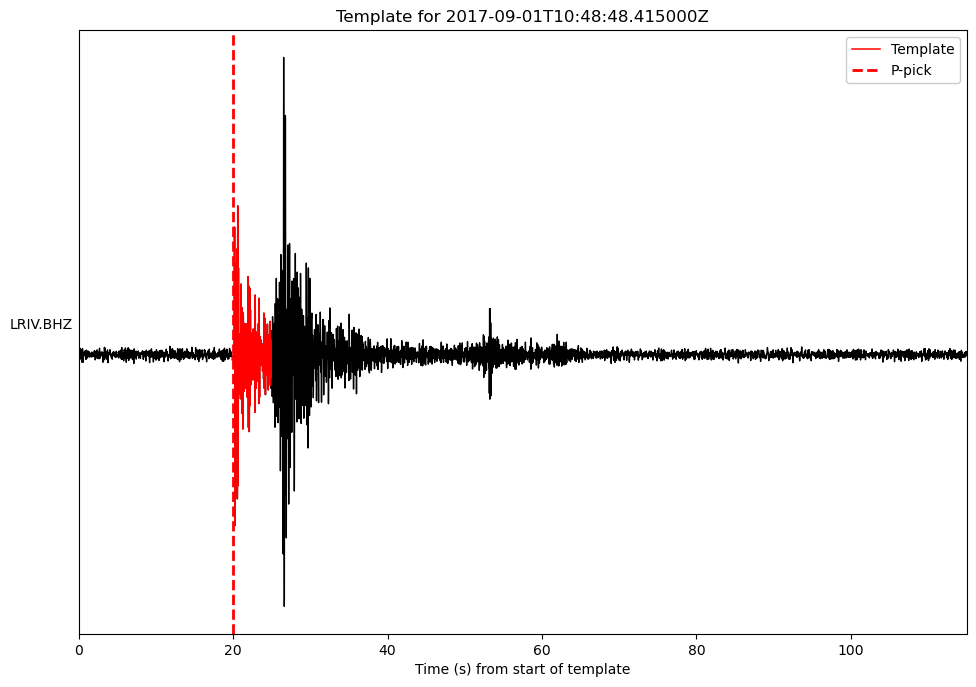 Template for 2017-09-01T10:48:48.415000Z
Template
P-pick
LRIV.BHZ
0 20 40 60 80 100
Time (s) from start of template